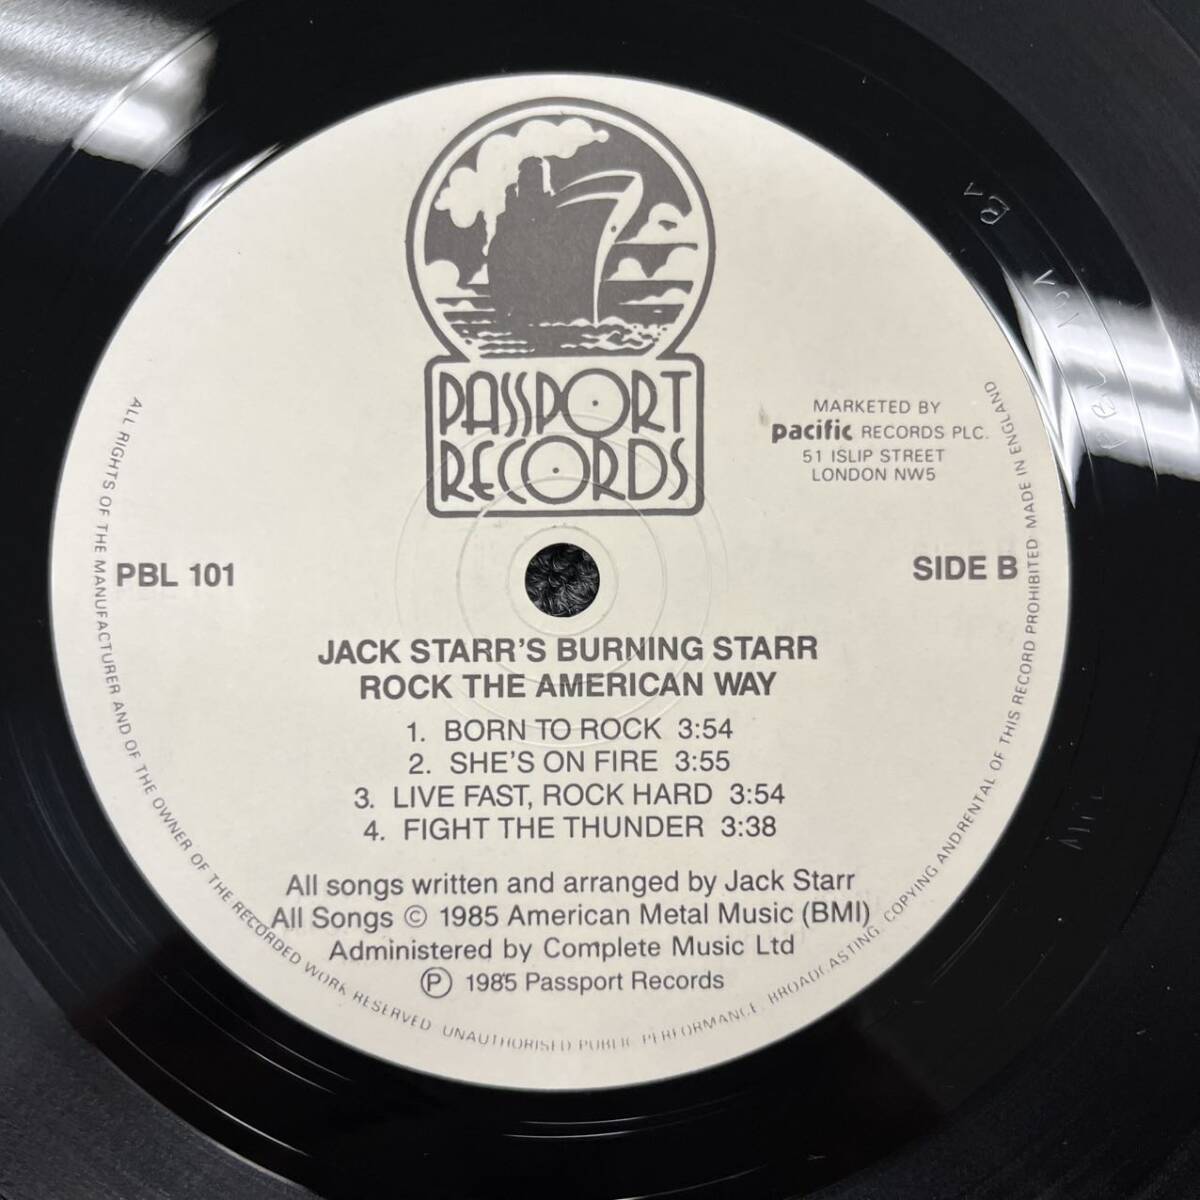 PASSPORT
RECORDS
MARKETED BY
pacific RECORDS PLC.
51 ISLIP STREET
LONDON NW5
PBL 101
SIDE B
JACK STARR'S BURNING STARR
ROCK THE AMERICAN WAY
1. BORN TO ROCK 3:54
2. SHE'S ON FIRE 3:55
3. LIVE FAST, ROCK HARD 3:54
4. FIGHT THE THUNDER 3:38
All songs written and arranged by Jack Starr
All Songs © 1985 American Metal Music (BMI)
Administered by Complete Music Ltd
℗ 1985 Passport Records
ALL RIGHTS OF THE MANUFACTURER AND OF THE OWNER OF THE RECORDED WORK RESERVED UNAUTHORISED PUBLIC PERFORMANCE, BROADCASTING, COPYING AND RENTAL OF THIS RECORD PROHIBITED MADE IN ENGLAND